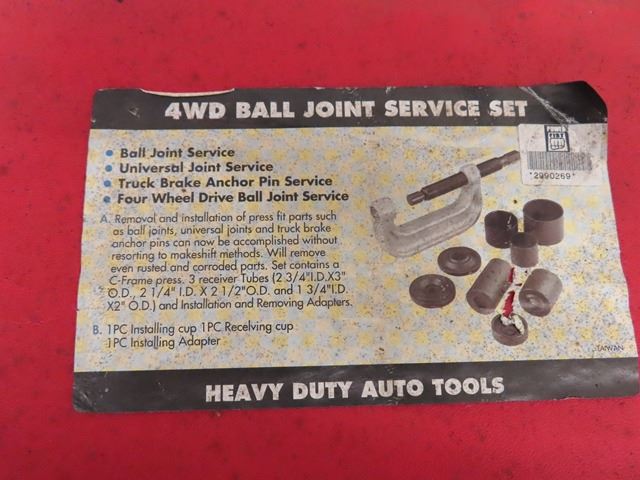 4WD BALL JOINT SERVICE SET
• Ball Joint Service
• Universal Joint Service
• Truck Brake Anchor Pin Service
• Four Wheel Drive Ball Joint Service
*2990269*
A. Removal and installation of press fit parts such
as ball joints, universal joints and truck brake
anchor pins can now be accomplished without
resorting to makeshift methods. Will remove
even rusted and corroded parts. Set contains a
C-Frame press. 3 receiver Tubes (2 3/4"I.D.X3"
O.D., 2 1/4" I.D. X 2 1/2"O.D. and 1 3/4"I.D.
X2" O.D.) and Installation and Removing Adapters.
B. 1PC Installing cup 1PC Receiving cup
1PC Installing Adapter
TAIWAN
HEAVY DUTY AUTO TOOLS